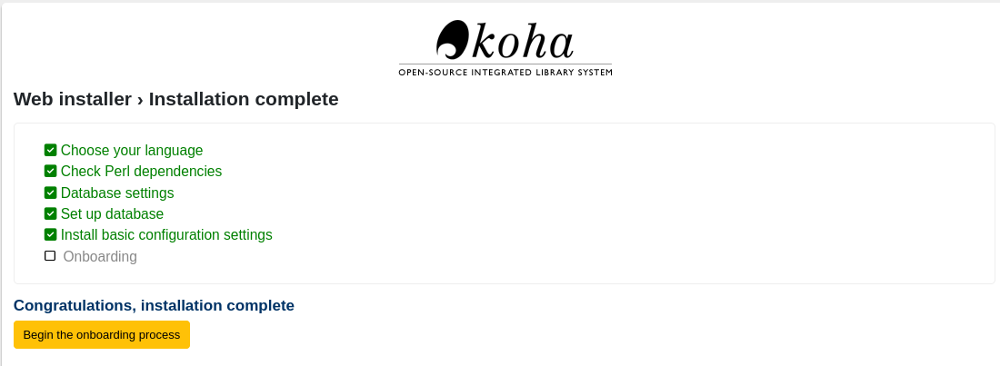 koha
OPEN-SOURCE INTEGRATED LIBRARY SYSTEM
Web installer › Installation complete
Choose your language
Check Perl dependencies
Database settings
Set up database
Install basic configuration settings
Onboarding
Congratulations, installation complete
Begin the onboarding process